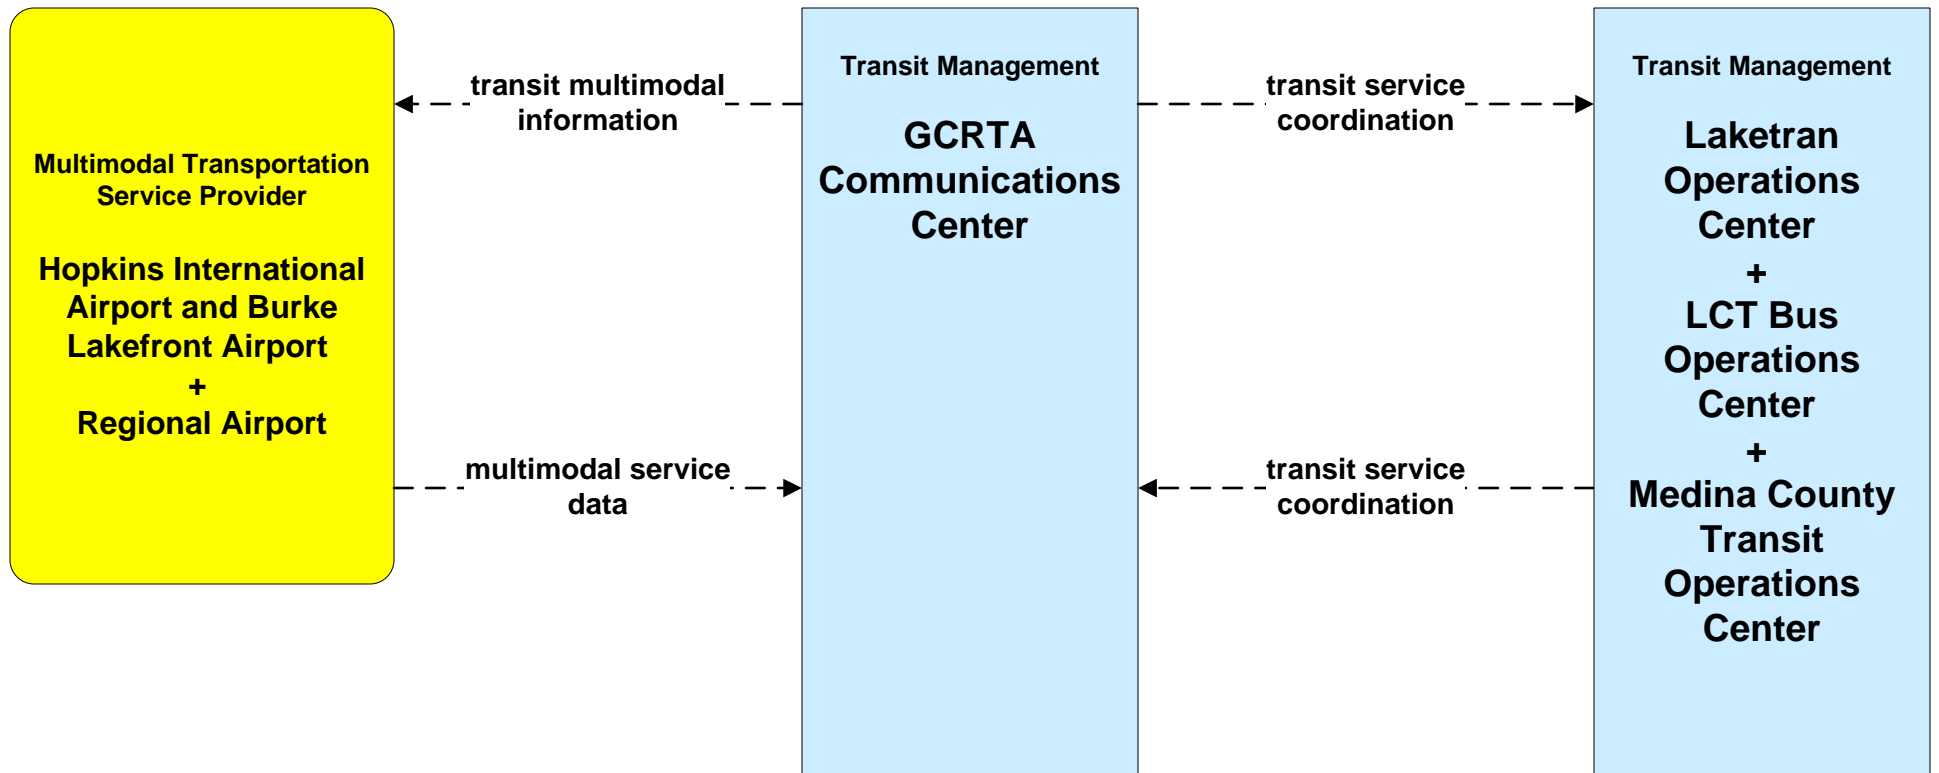 Multimodal Transportation
Service Provider
Hopkins International
Airport and Burke
Lakefront Airport
+
Regional Airport
transit multimodal
information
multimodal service
data
Transit Management
GCRTA
Communications
Center
transit service
coordination
transit service
coordination
Transit Management
Laketran
Operations
Center
+
LCT Bus
Operations
Center
+
Medina County
Transit
Operations
Center